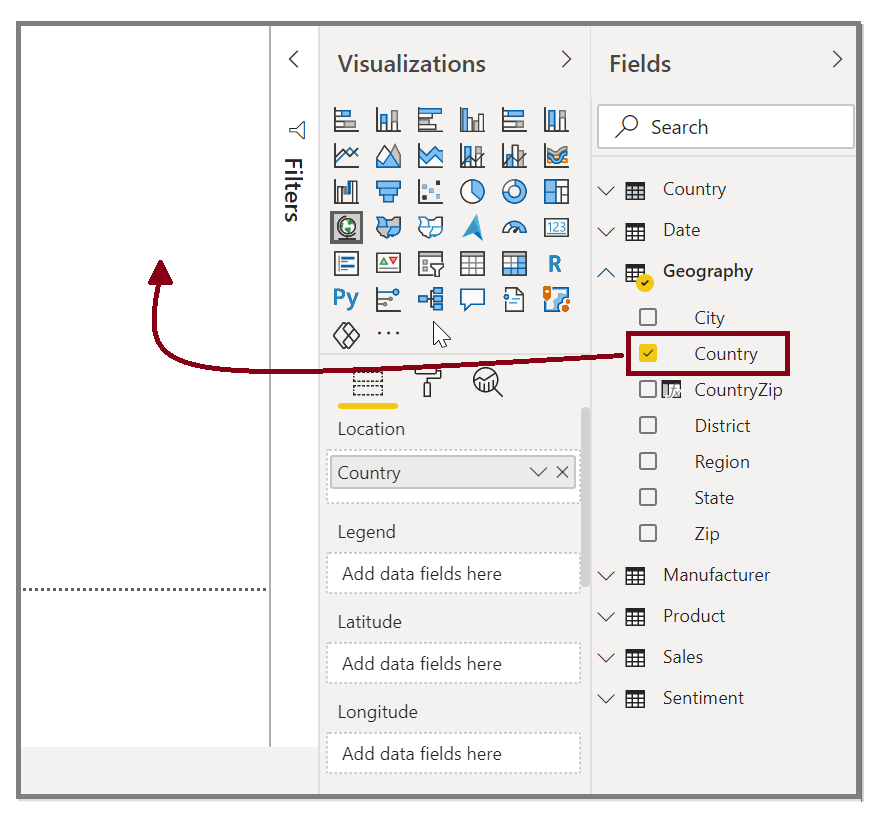 Filters
Visualizations
123
R
Py
Location
Country
Legend
Add data fields here
Latitude
Add data fields here
Longitude
Add data fields here
Fields
Search
Country
Date
Geography
City
Country
fx CountryZip
District
Region
State
Zip
Manufacturer
Product
Sales
Sentiment